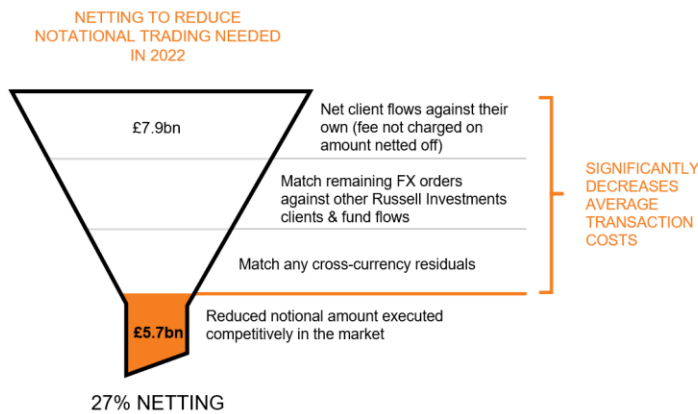 NETTING TO REDUCE
NOTATIONAL TRADING NEEDED
IN 2022
£7.9bn
Net client flows against their
own (fee not charged on
amount netted off)
Match remaining FX orders
against other Russell Investments
clients & fund flows
Match any cross-currency residuals
SIGNIFICANTLY
DECREASES
AVERAGE
TRANSACTION
COSTS
£5.7bn
Reduced notional amount executed
competitively in the market
27% NETTING